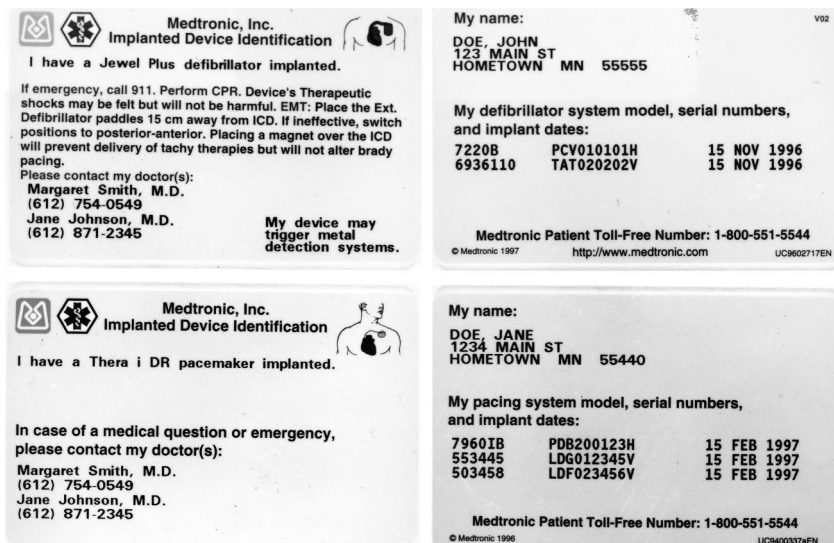 Medtronic, Inc.
Implanted Device Identification
I have a Jewel Plus defibrillator implanted.
If emergency, call 911. Perform CPR. Device's Therapeutic
shocks may be felt but will not be harmful. EMT: Place the Ext.
Defibrillator paddles 15 cm away from ICD. If ineffective, switch
positions to posterior-anterior. Placing a magnet over the ICD
will prevent delivery of tachy therapies but will not alter brady
pacing.
Please contact my doctor(s):
Margaret Smith, M.D.
(612) 754-0549
Jane Johnson, M.D.
(612) 871-2345
My device may
trigger metal
detection systems.
My name:
V02
DOE, JOHN
123 MAIN ST
HOMETOWN MN 55555
My defibrillator system model, serial numbers,
and implant dates:
7220B PCV010101H 15 NOV 1996
6936110 TAT020202V 15 NOV 1996
Medtronic Patient Toll-Free Number: 1-800-551-5544
© Medtronic 1997 http://www.medtronic.com UC9602717EN
Medtronic, Inc.
Implanted Device Identification
I have a Thera i DR pacemaker implanted.
In case of a medical question or emergency,
please contact my doctor(s):
Margaret Smith, M.D.
(612) 754-0549
Jane Johnson, M.D.
(612) 871-2345
My name:
DOE, JANE
1234 MAIN ST
HOMETOWN MN 55440
My pacing system model, serial numbers,
and implant dates:
7960IB PDB200123H 15 FEB 1997
553445 LDG012345V 15 FEB 1997
503458 LDF023456V 15 FEB 1997
Medtronic Patient Toll-Free Number: 1-800-551-5544
© Medtronic 1996 UC9400337aEN